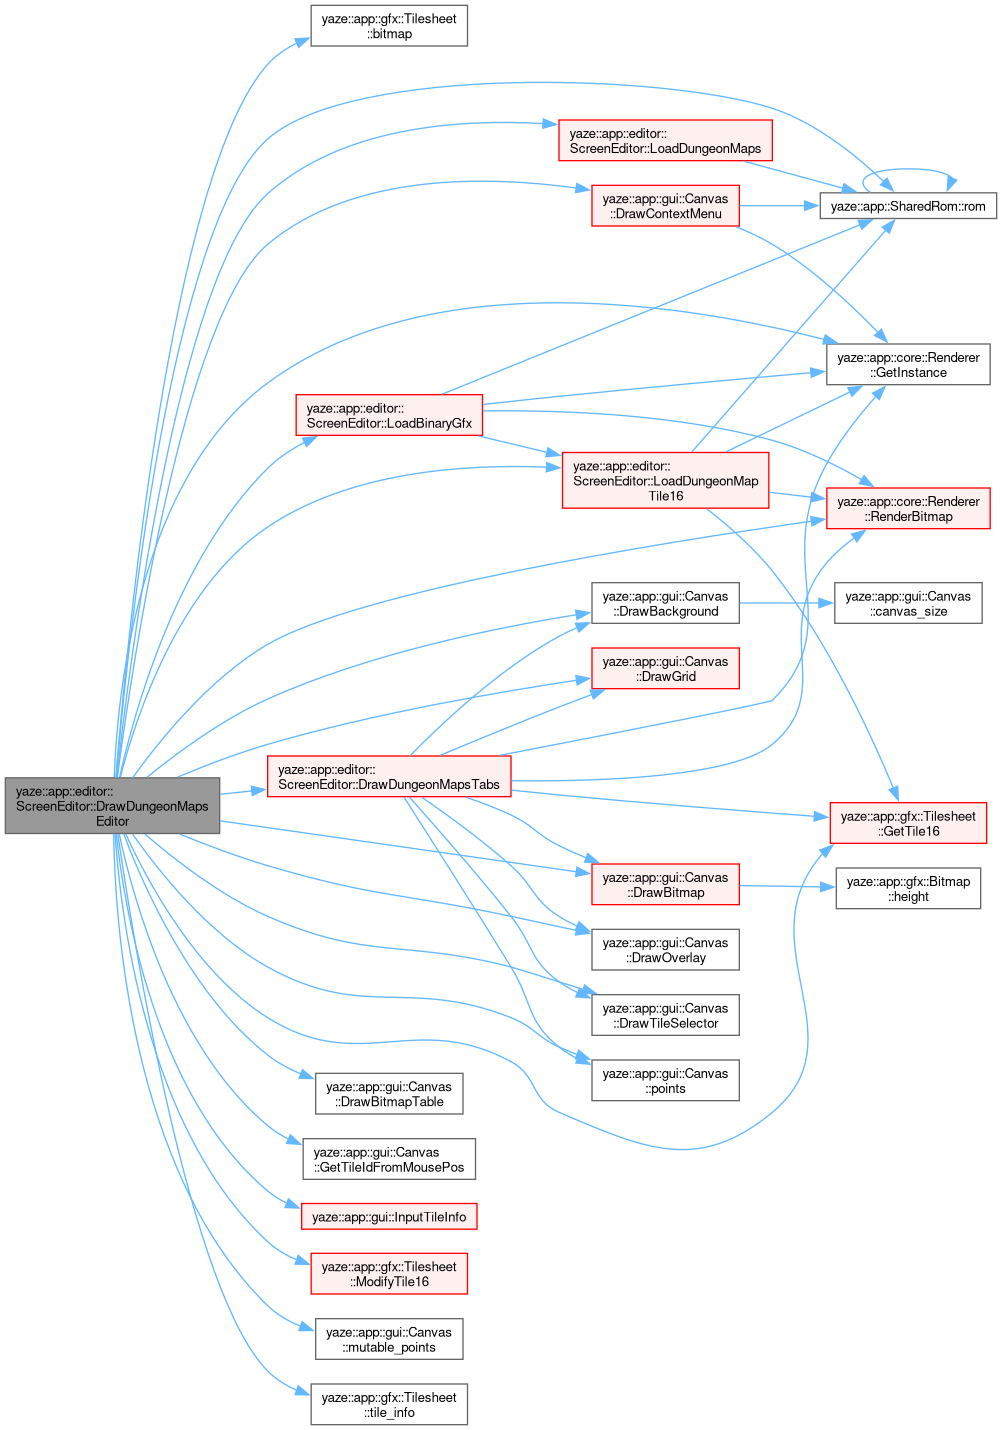 yaze::app::gfx::Tilesheet
::bitmap
yaze::app::editor::
ScreenEditor::LoadDungeonMaps
yaze::app::gui::Canvas
::DrawContextMenu
yaze::app::SharedRom::rom
yaze::app::core::Renderer
::GetInstance
yaze::app::editor::
ScreenEditor::LoadBinaryGfx
yaze::app::editor::
ScreenEditor::LoadDungeonMap
Tile16
yaze::app::core::Renderer
::RenderBitmap
yaze::app::gui::Canvas
::DrawBackground
yaze::app::gui::Canvas
::canvas_size
yaze::app::gui::Canvas
::DrawGrid
yaze::app::editor::
ScreenEditor::DrawDungeonMapsTabs
yaze::app::editor::
ScreenEditor::DrawDungeonMaps
Editor
yaze::app::gfx::Tilesheet
::GetTile16
yaze::app::gui::Canvas
::DrawBitmap
yaze::app::gfx::Bitmap
::height
yaze::app::gui::Canvas
::DrawOverlay
yaze::app::gui::Canvas
::DrawTileSelector
yaze::app::gui::Canvas
::points
yaze::app::gui::Canvas
::DrawBitmapTable
yaze::app::gui::Canvas
::GetTileIdFromMousePos
yaze::app::gui::InputTileInfo
yaze::app::gfx::Tilesheet
::ModifyTile16
yaze::app::gui::Canvas
::mutable_points
yaze::app::gfx::Tilesheet
::tile_info